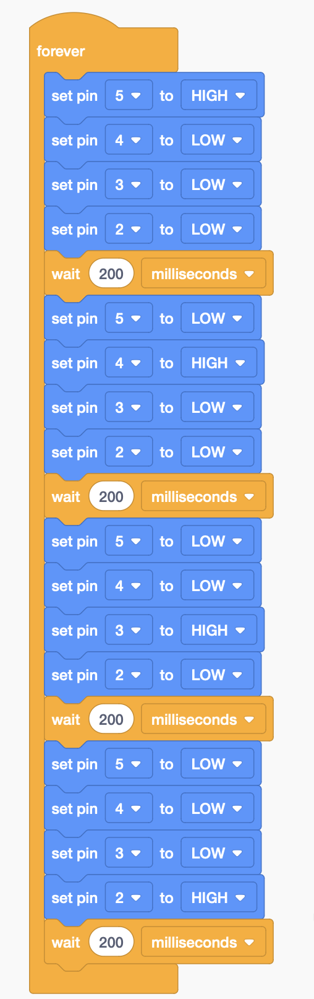 forever
set pin 5 to HIGH
set pin 4 to LOW
set pin 3 to LOW
set pin 2 to LOW
wait 200 milliseconds
set pin 5 to LOW
set pin 4 to HIGH
set pin 3 to LOW
set pin 2 to LOW
wait 200 milliseconds
set pin 5 to LOW
set pin 4 to LOW
set pin 3 to HIGH
set pin 2 to LOW
wait 200 milliseconds
set pin 5 to LOW
set pin 4 to LOW
set pin 3 to LOW
set pin 2 to HIGH
wait 200 milliseconds